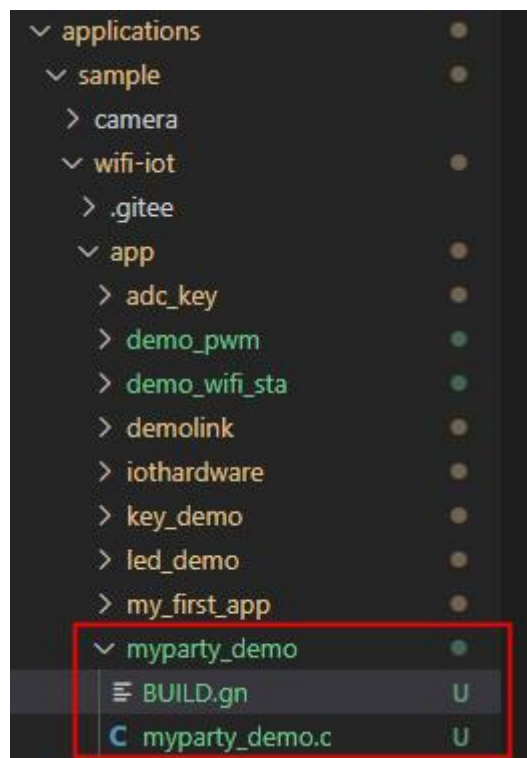 applications
sample
camera
wifi-iot
.gitee
app
adc_key
demo_pwm
demo_wifi_sta
demolink
iothardware
key_demo
led_demo
my_first_app
myparty_demo
BUILD.gn U
C myparty_demo.c U